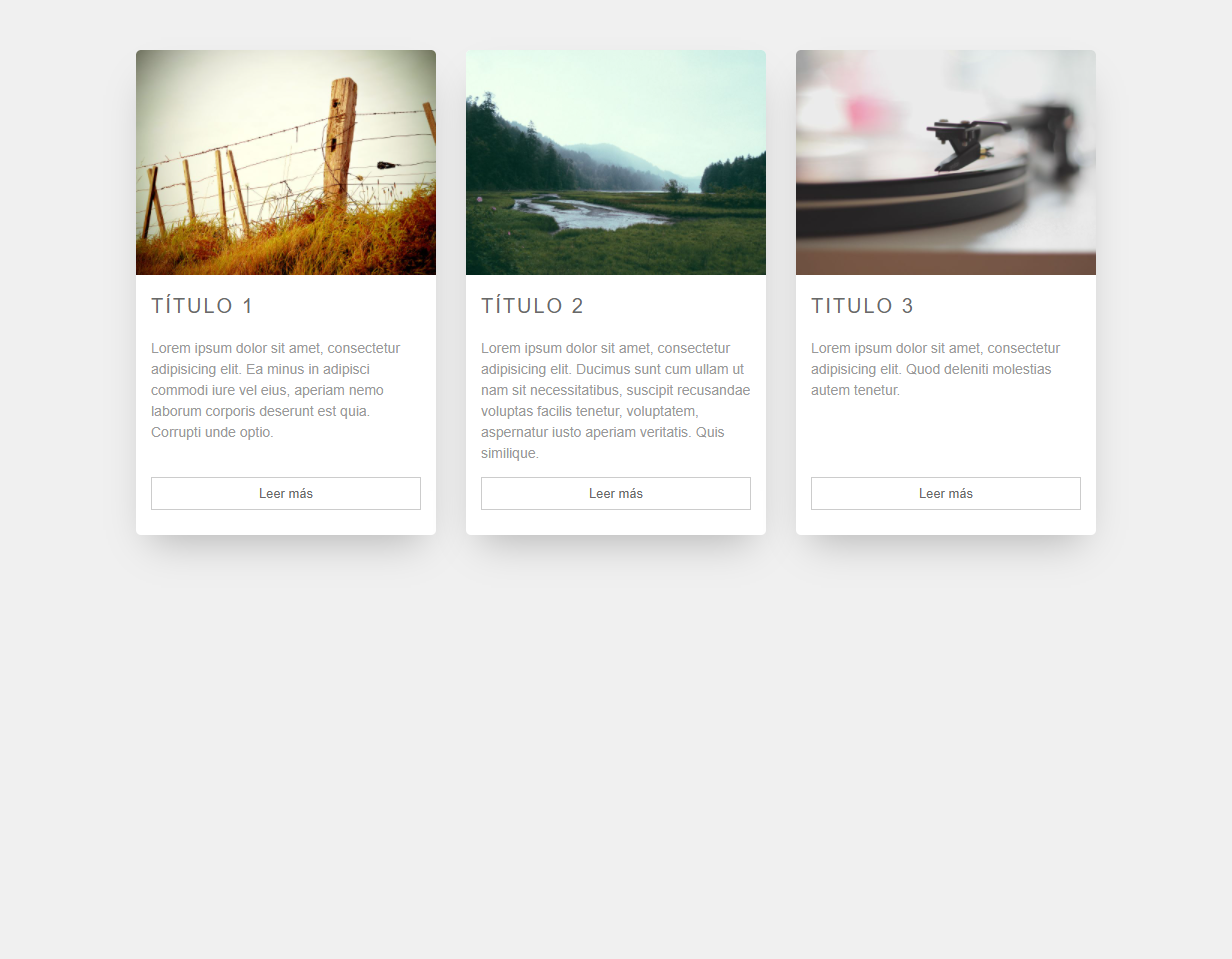 TÍTULO 1
Lorem ipsum dolor sit amet, consectetur
adipisicing elit. Ea minus in adipisci
commodi iure vel eius, aperiam nemo
laborum corporis deserunt est quia.
Corrupti unde optio.
Leer más
TÍTULO 2
Lorem ipsum dolor sit amet, consectetur
adipisicing elit. Ducimus sunt cum ullam ut
nam sit necessitatibus, suscipit recusandae
voluptas facilis tenetur, voluptatem,
aspernatur iusto aperiam veritatis. Quis
similique.
Leer más
TITULO 3
Lorem ipsum dolor sit amet, consectetur
adipisicing elit. Quod deleniti molestias
autem tenetur.
Leer más